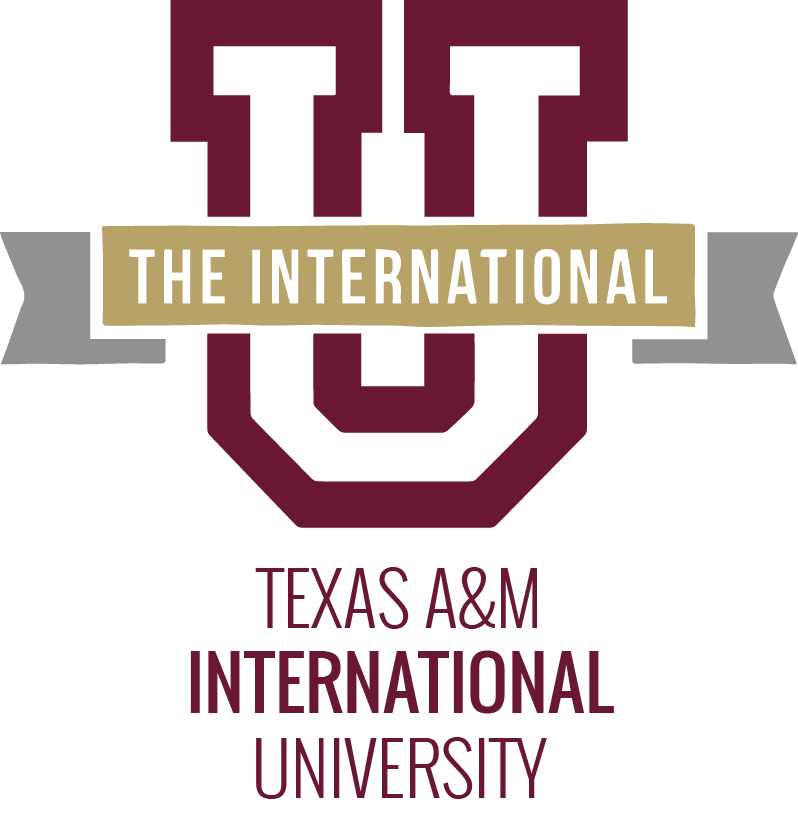 U
THE INTERNATIONAL
TEXAS A&M
INTERNATIONAL
UNIVERSITY